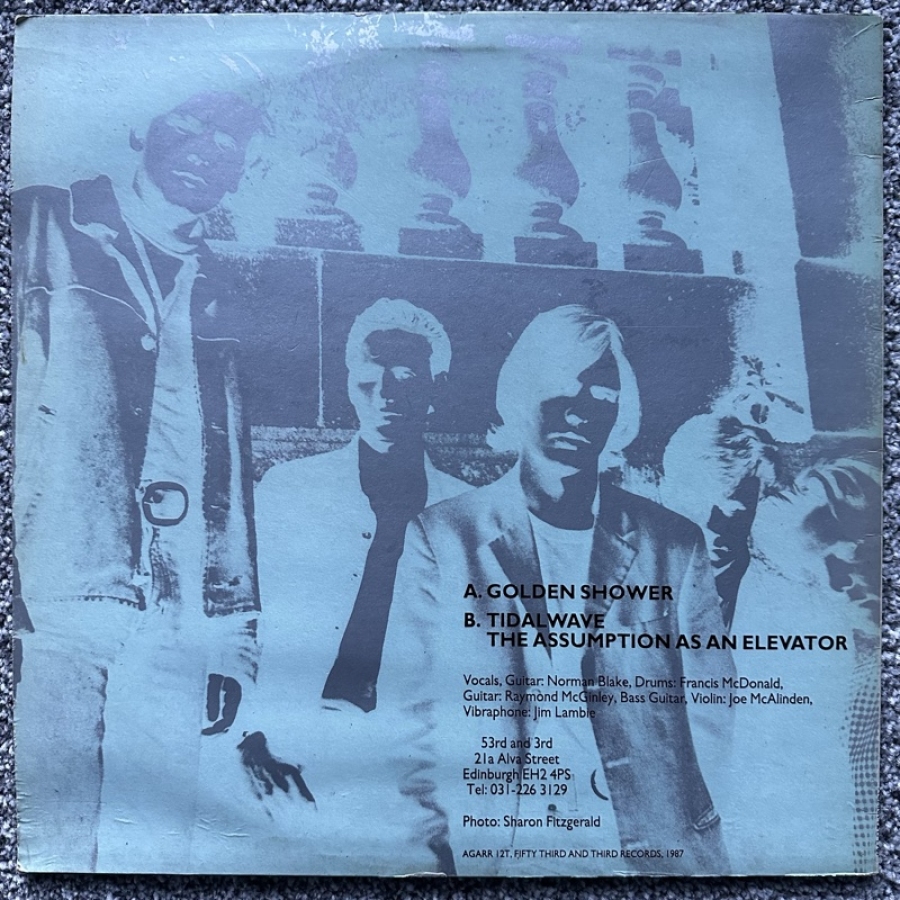 A. GOLDEN SHOWER
B. TIDALWAVE
THE ASSUMPTION AS AN ELEVATOR
Vocals, Guitar: Norman Blake, Drums: Francis McDonald,
Guitar: Raymond McGinley, Bass Guitar, Violin: Joe McAlinden,
Vibraphone: Jim Lambie
53rd and 3rd
21a Alva Street
Edinburgh EH2 4PS
Tel: 031-226 3129
Photo: Sharon Fitzgerald
AGARR 12T, FIFTY THIRD AND THIRD RECORDS, 1987